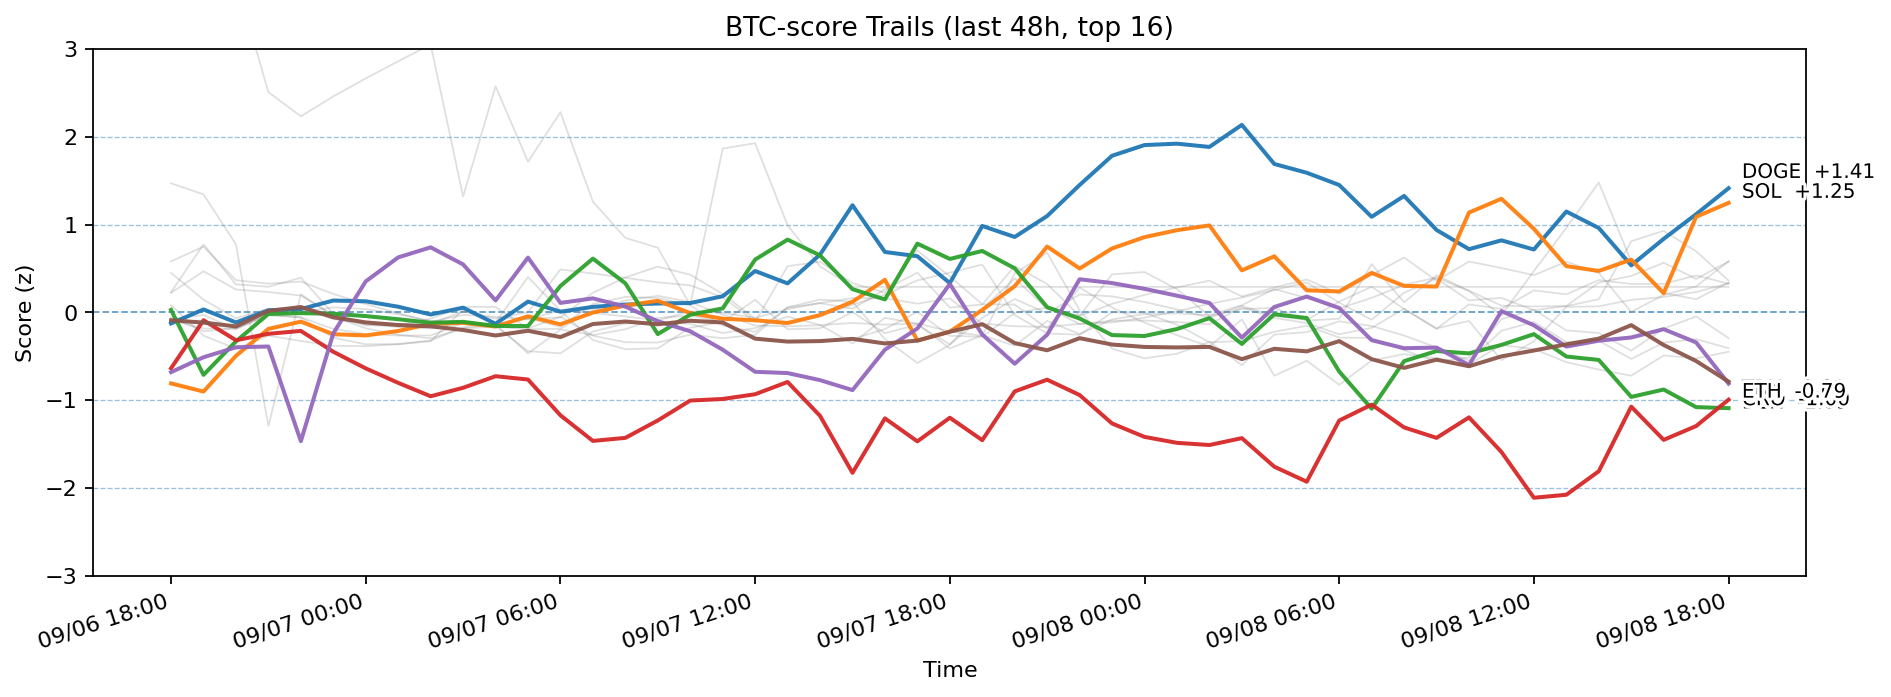 BTC-score Trails (last 48h, top 16)
3
2
1
0
−1
−2
−3
Score (z)
DOGE +1.41
SOL +1.25
ETH -0.79
09/06 18:00
09/07 00:00
09/07 06:00
09/07 12:00
09/07 18:00
09/08 00:00
09/08 06:00
09/08 12:00
09/08 18:00
Time